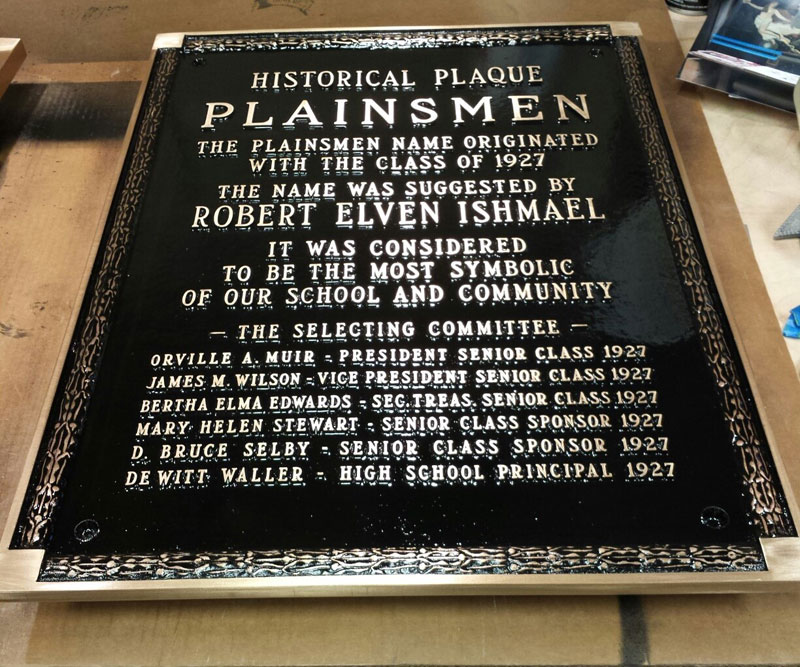 HISTORICAL PLAQUE
PLAINSMEN
THE PLAINSMEN NAME ORIGINATED
WITH THE CLASS OF 1927
THE NAME WAS SUGGESTED BY
ROBERT ELVEN ISHMAEL
IT WAS CONSIDERED
TO BE THE MOST SYMBOLIC
OF OUR SCHOOL AND COMMUNITY
— THE SELECTING COMMITTEE —
ORVILLE A. MUIR - PRESIDENT SENIOR CLASS 1927
JAMES M. WILSON - VICE PRESIDENT SENIOR CLASS 1927
BERTHA ELMA EDWARDS - SEC. TREAS. SENIOR CLASS 1927
MARY HELEN STEWART - SENIOR CLASS SPONSOR 1927
D. BRUCE SELBY - SENIOR CLASS SPONSOR 1927
DEWITT WALLER - HIGH SCHOOL PRINCIPAL 1927